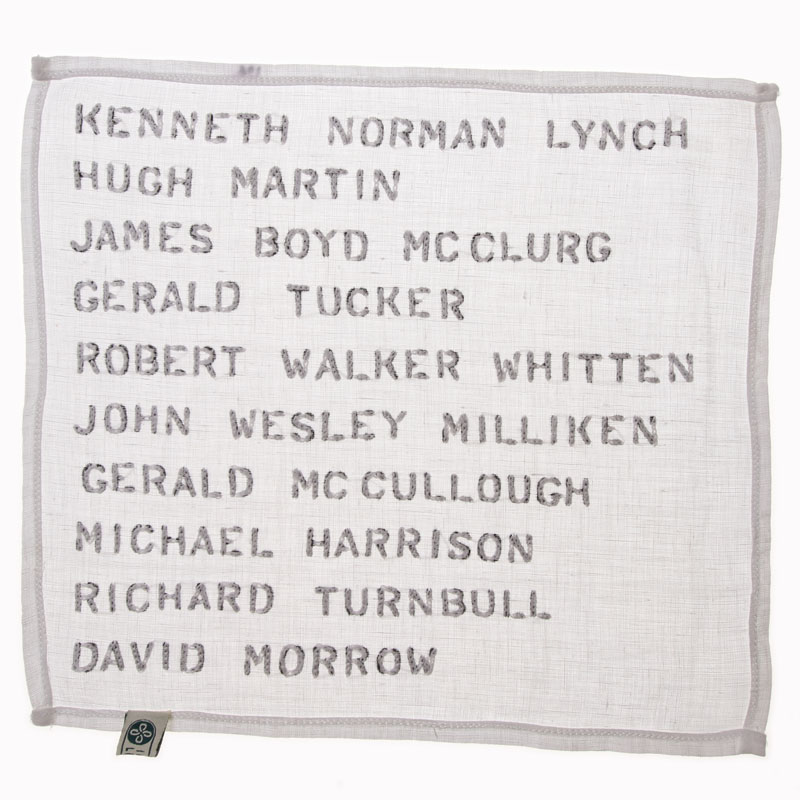 KENNETH NORMAN LYNCH
HUGH MARTIN
JAMES BOYD MC CLURG
GERALD TUCKER
ROBERT WALKER WHITTEN
JOHN WESLEY MILLIKEN
GERALD MC CULLOUGH
MICHAEL HARRISON
RICHARD TURNBULL
DAVID MORROW